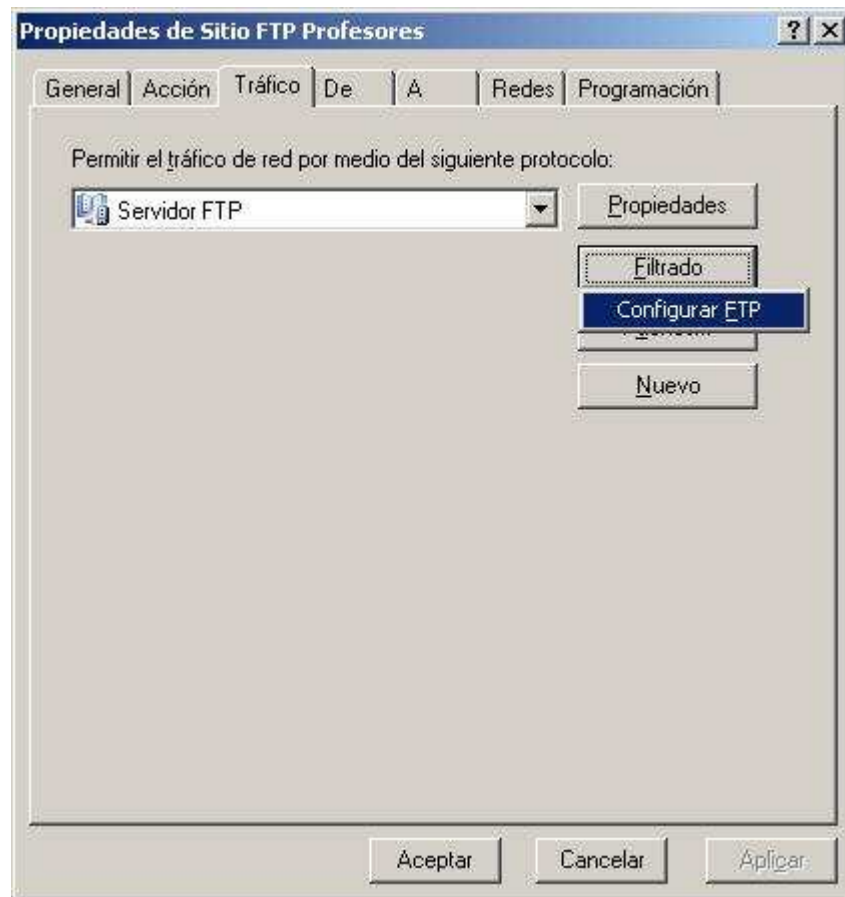 Propiedades de Sitio FTP Profesores
General Acción Tráfico De A Redes Programación
Permitir el tráfico de red por medio del siguiente protocolo:
Servidor FTP
Propiedades
Filtrado
Configurar FTP
Nuevo
Aceptar Cancelar Aplicar